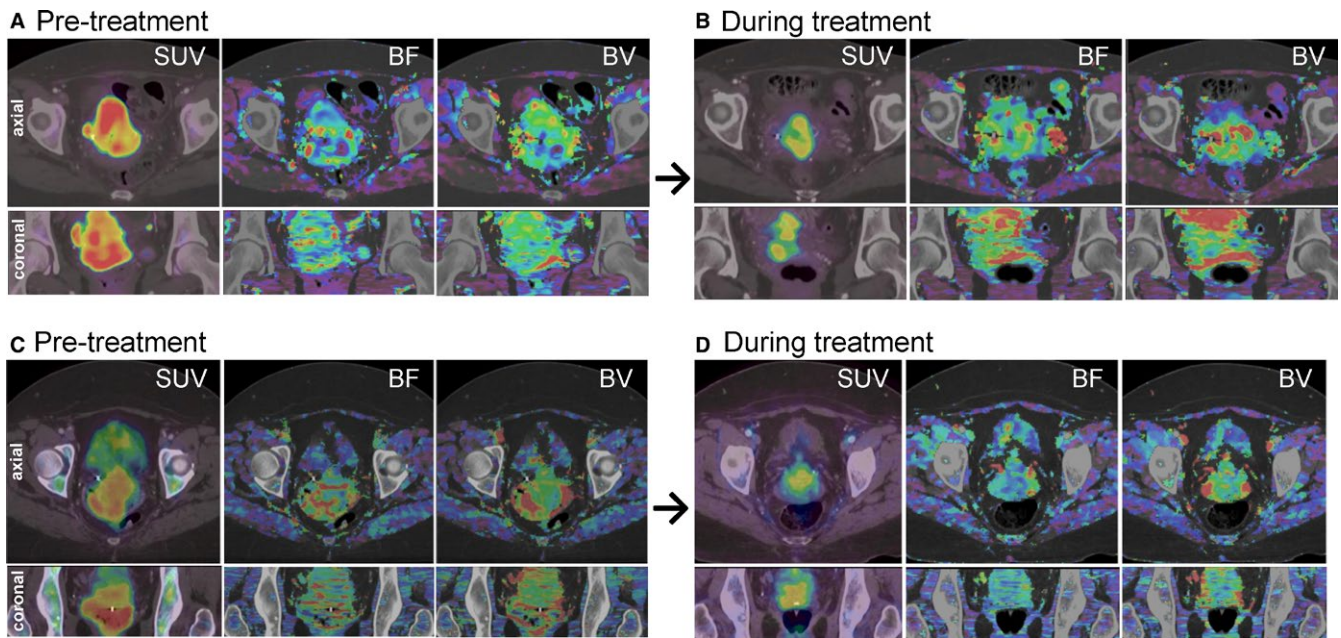 A Pre-treatment
SUV BF BV
axial
coronal
B During treatment
SUV BF BV
C Pre-treatment
SUV BF BV
axial
coronal
D During treatment
SUV BF BV